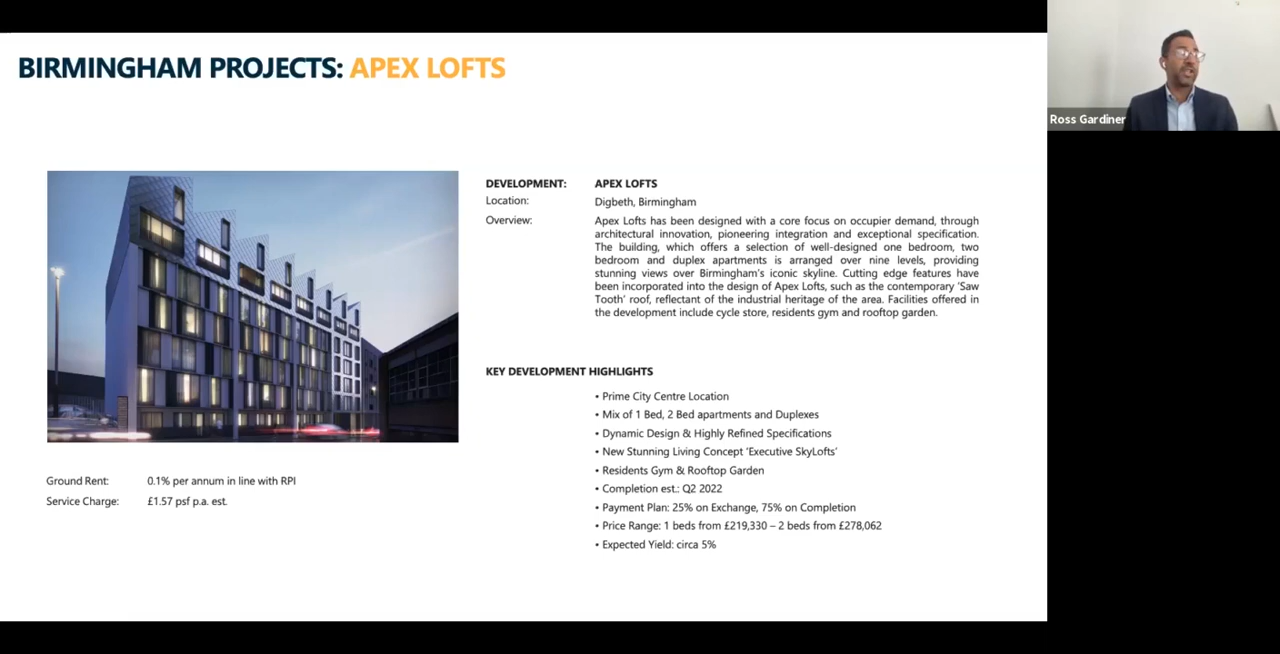 BIRMINGHAM PROJECTS: APEX LOFTS
Ross Gardiner
DEVELOPMENT: APEX LOFTS
Location: Digbeth, Birmingham
Overview: Apex Lofts has been designed with a core focus on occupier demand, through
architectural innovation, pioneering integration and exceptional specification.
The building, which offers a selection of well-designed one bedroom, two
bedroom and duplex apartments is arranged over nine levels, providing
stunning views over Birmingham's iconic skyline. Cutting edge features have
been incorporated into the design of Apex Lofts, such as the contemporary 'Saw
Tooth' roof, reflectant of the industrial heritage of the area. Facilities offered in
the development include cycle store, residents gym and rooftop garden.
KEY DEVELOPMENT HIGHLIGHTS
• Prime City Centre Location
• Mix of 1 Bed, 2 Bed apartments and Duplexes
• Dynamic Design & Highly Refined Specifications
• New Stunning Living Concept 'Executive SkyLofts'
• Residents Gym & Rooftop Garden
• Completion est.: Q2 2022
• Payment Plan: 25% on Exchange, 75% on Completion
• Price Range: 1 beds from £219,330 – 2 beds from £278,062
• Expected Yield: circa 5%
Ground Rent: 0.1% per annum in line with RPI
Service Charge: £1.57 psf p.a. est.